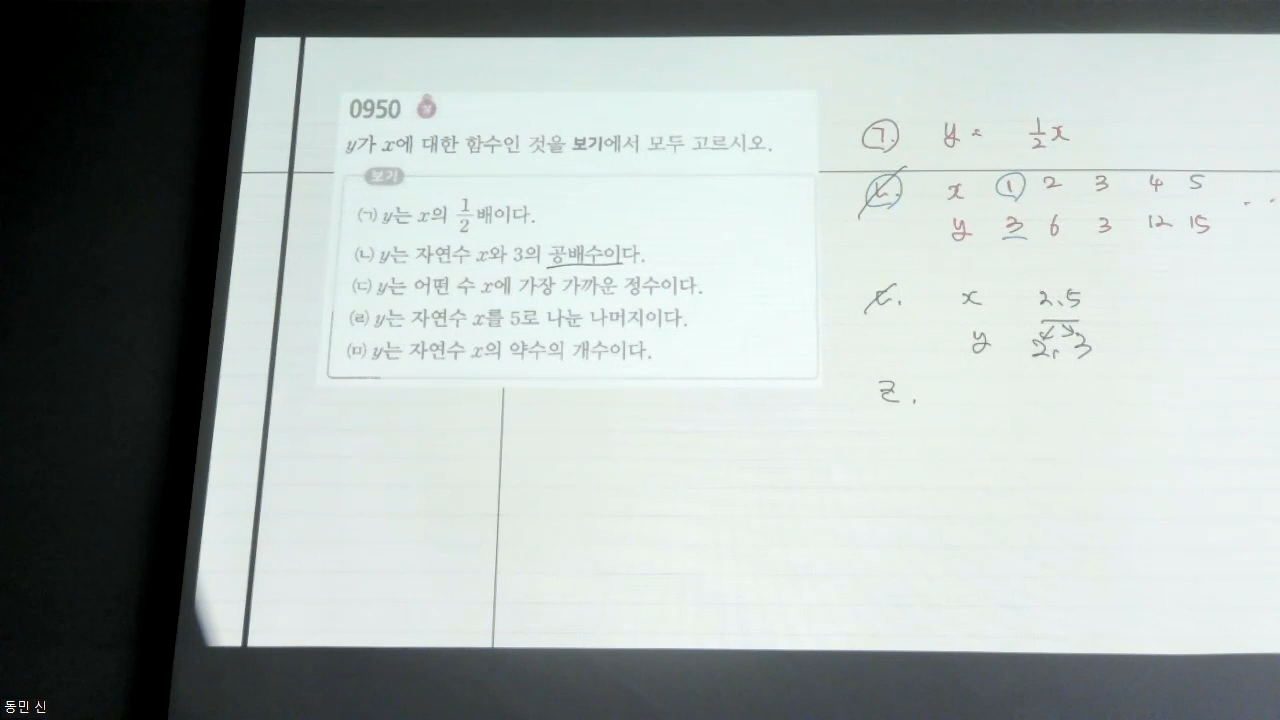 0950 상
y가 x에 대한 함수인 것을 보기에서 모두 고르시오.
보기
㈀ y는 x의 1/2배이다.
㈁ y는 자연수 x와 3의 공배수이다.
㈂ y는 어떤 수 x에 가장 가까운 정수이다.
㈃ y는 자연수 x를 5로 나눈 나머지이다.
㈄ y는 자연수 x의 약수의 개수이다.
ㄱ. y = 1/2 x
ㄴ. x 1 2 3 4 5 ...
y 3 6 3 12 15
ㄷ. x 2.5
y 2, 3
ㄹ.
동민 신